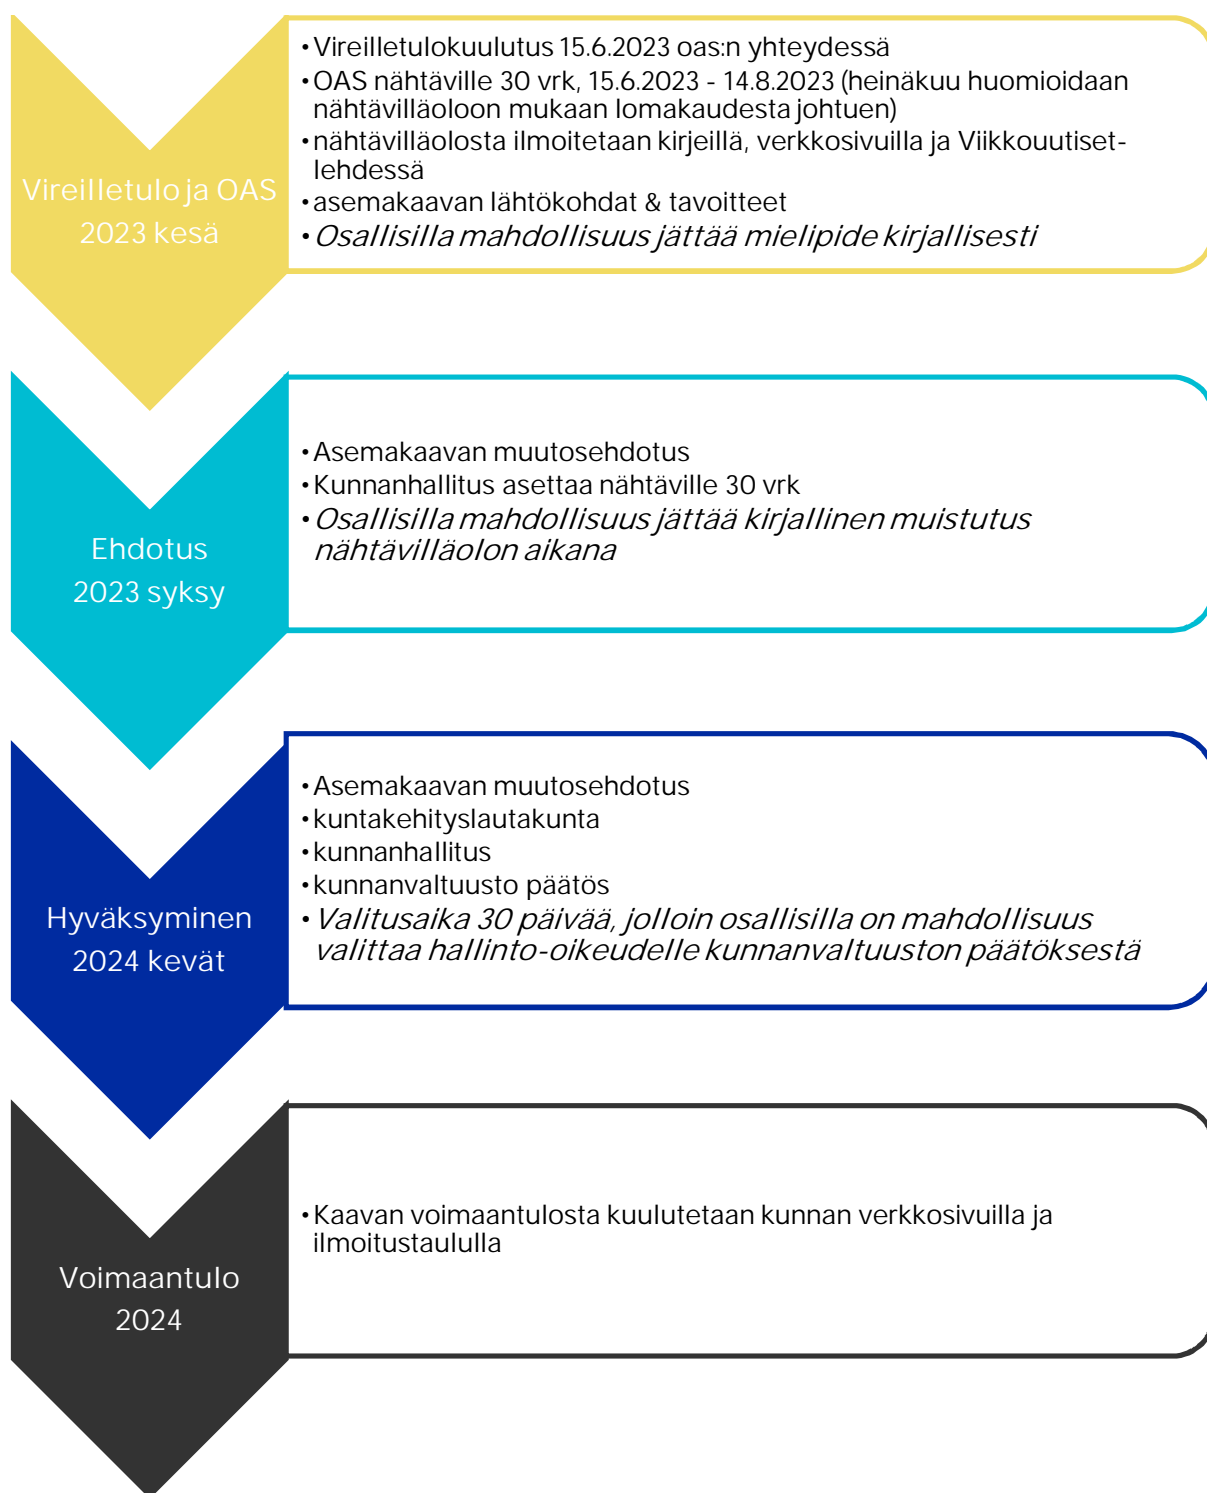 Vireilletulo ja OAS
2023 kesä
•Vireilletulokuulutus 15.6.2023 oas:n yhteydessä
•OAS nähtäville 30 vrk, 15.6.2023 - 14.8.2023 (heinäkuu huomioidaan
nähtävilläoloon mukaan lomakaudesta johtuen)
•nähtävilläolosta ilmoitetaan kirjeillä, verkkosivuilla ja Viikkouutiset-
lehdessä
•asemakaavan lähtökohdat & tavoitteet
•Osallisilla mahdollisuus jättää mielipide kirjallisesti
Ehdotus
2023 syksy
•Asemakaavan muutosehdotus
•Kunnanhallitus asettaa nähtäville 30 vrk
•Osallisilla mahdollisuus jättää kirjallinen muistutus
nähtävilläolon aikana
Hyväksyminen
2024 kevät
•Asemakaavan muutosehdotus
•kuntakehityslautakunta
•kunnanhallitus
•kunnanvaltuusto päätös
•Valitusaika 30 päivää, jolloin osallisilla on mahdollisuus
valittaa hallinto-oikeudelle kunnanvaltuuston päätöksestä
Voimaantulo
2024
•Kaavan voimaantulosta kuulutetaan kunnan verkkosivuilla ja
ilmoitustaululla